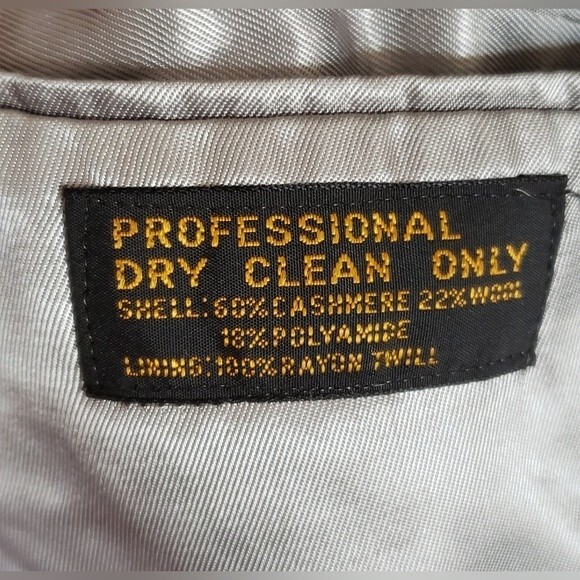 PROFESSIONAL
DRY CLEAN ONLY
SHELL: 60% CASHMERE 22% WOOL
18% POLYAMIDE
LINING: 100% RAYON TWILL